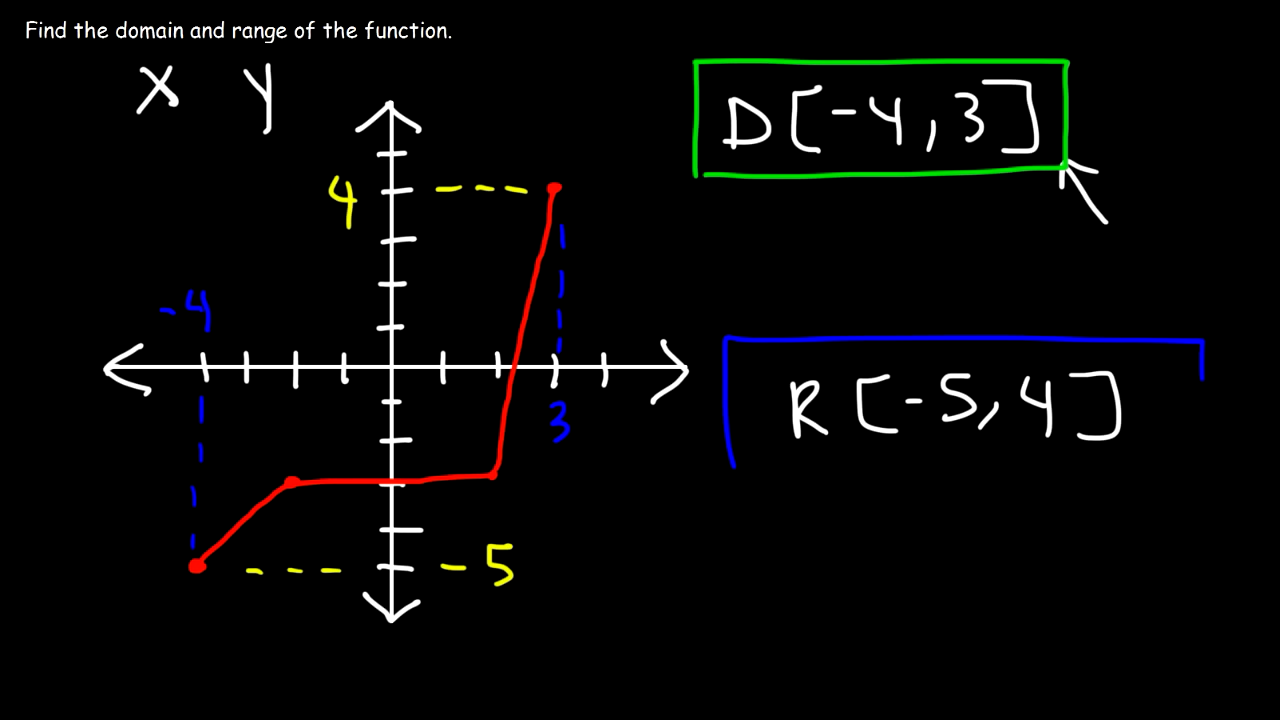 Find the domain and range of the function.
X Y
D[-4,3]
4
-4
3
R[-5,4]
-5